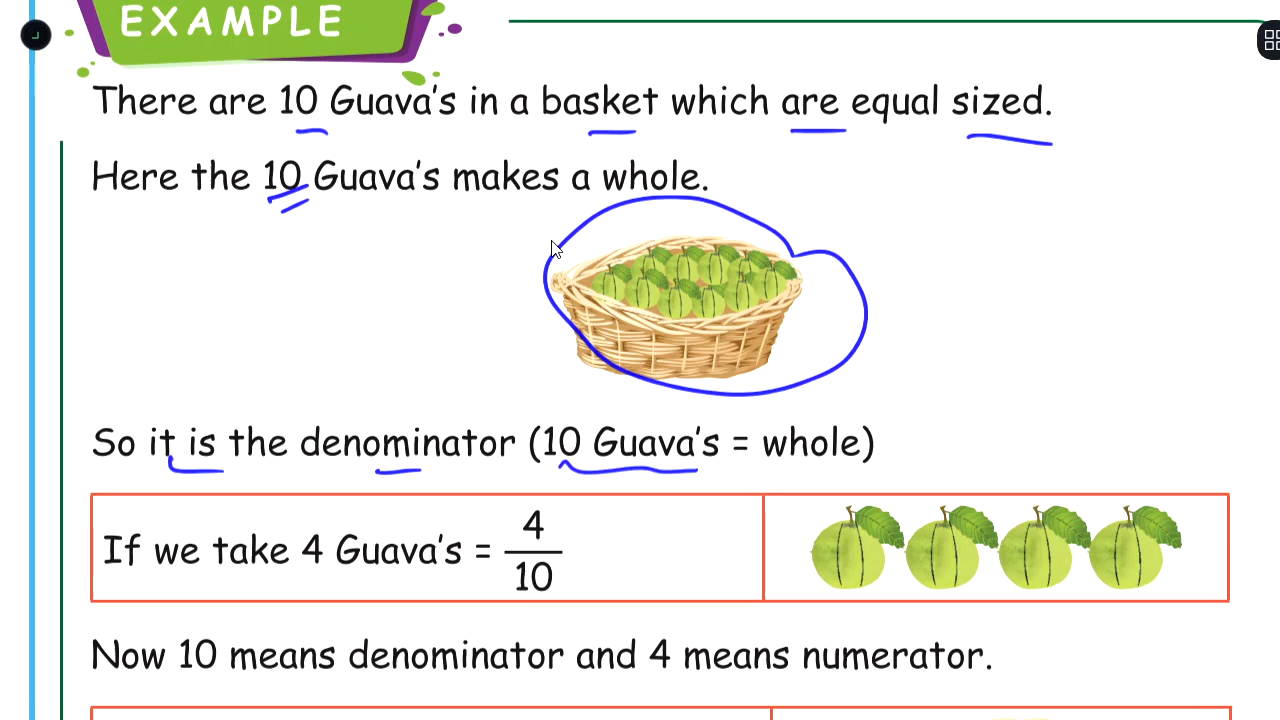 EXAMPLE
There are 10 Guava's in a basket which are equal sized.
Here the 10 Guava's makes a whole.
So it is the denominator (10 Guava's = whole)
If we take 4 Guava's = 4/10
Now 10 means denominator and 4 means numerator.